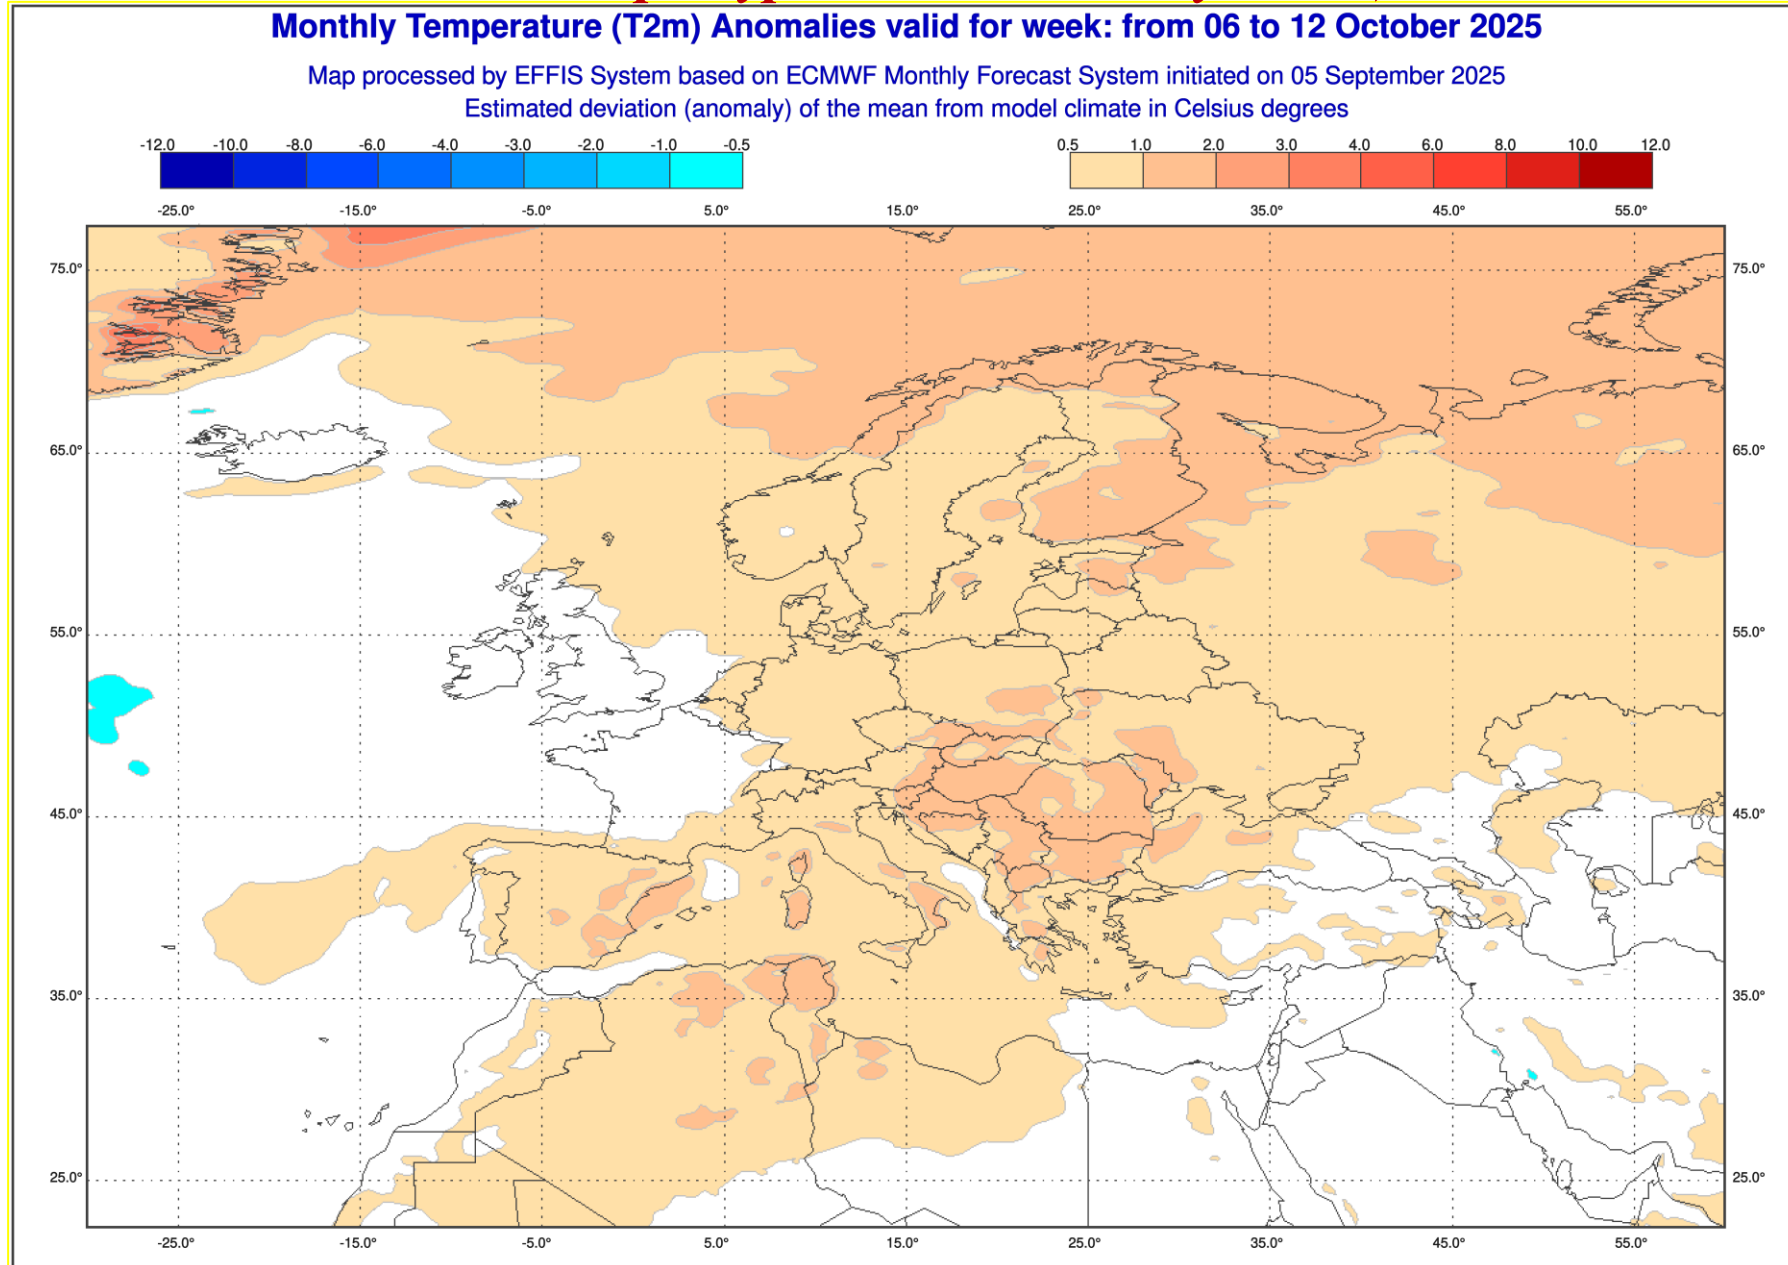 Monthly Temperature (T2m) Anomalies valid for week: from 06 to 12 October 2025
Map processed by EFFIS System based on ECMWF Monthly Forecast System initiated on 05 September 2025
Estimated deviation (anomaly) of the mean from model climate in Celsius degrees
-12.0 -10.0 -8.0 -6.0 -4.0 -3.0 -2.0 -1.0 -0.5 0.5 1.0 2.0 3.0 4.0 6.0 8.0 10.0 12.0
-25.0° -15.0° -5.0° 5.0° 15.0° 25.0° 35.0° 45.0° 55.0°
75.0° 75.0°
65.0° 65.0°
55.0° 55.0°
45.0° 45.0°
35.0° 35.0°
25.0° 25.0°
-25.0° -15.0° -5.0° 5.0° 15.0° 25.0° 35.0° 45.0° 55.0°